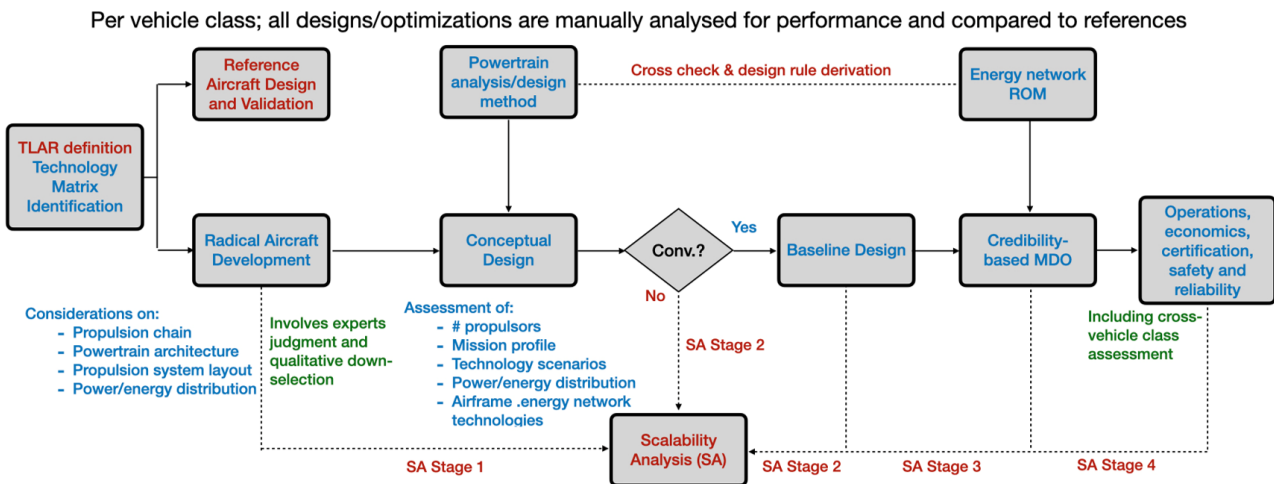 Per vehicle class; all designs/optimizations are manually analysed for performance and compared to references
Reference
Aircraft Design
and Validation
Powertrain
analysis/design
method
Cross check & design rule derivation
Energy network
ROM
TLAR definition
Technology
Matrix
Identification
Radical Aircraft
Development
Conceptual
Design
Conv.?
Yes
No
Baseline Design
Credibility-
based MDO
Operations,
economics,
certification,
safety and
reliability
Considerations on:
- Propulsion chain
- Powertrain architecture
- Propulsion system layout
- Power/energy distribution
Involves experts
judgment and
qualitative down-
selection
Assessment of:
- # propulsors
- Mission profile
- Technology scenarios
- Power/energy distribution
- Airframe .energy network
technologies
SA Stage 2
Including cross-
vehicle class
assessment
Scalability
Analysis (SA)
SA Stage 1
SA Stage 2
SA Stage 3
SA Stage 4